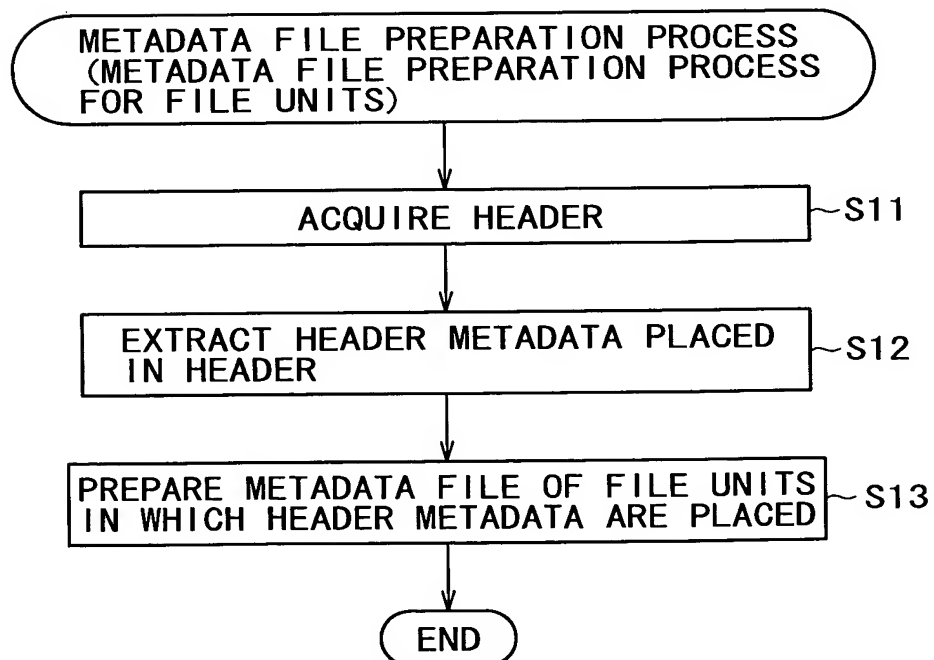 METADATA FILE PREPARATION PROCESS
(METADATA FILE PREPARATION PROCESS
FOR FILE UNITS)
ACQUIRE HEADER
S11
EXTRACT HEADER METADATA PLACED
IN HEADER
S12
PREPARE METADATA FILE OF FILE UNITS
IN WHICH HEADER METADATA ARE PLACED
S13
END